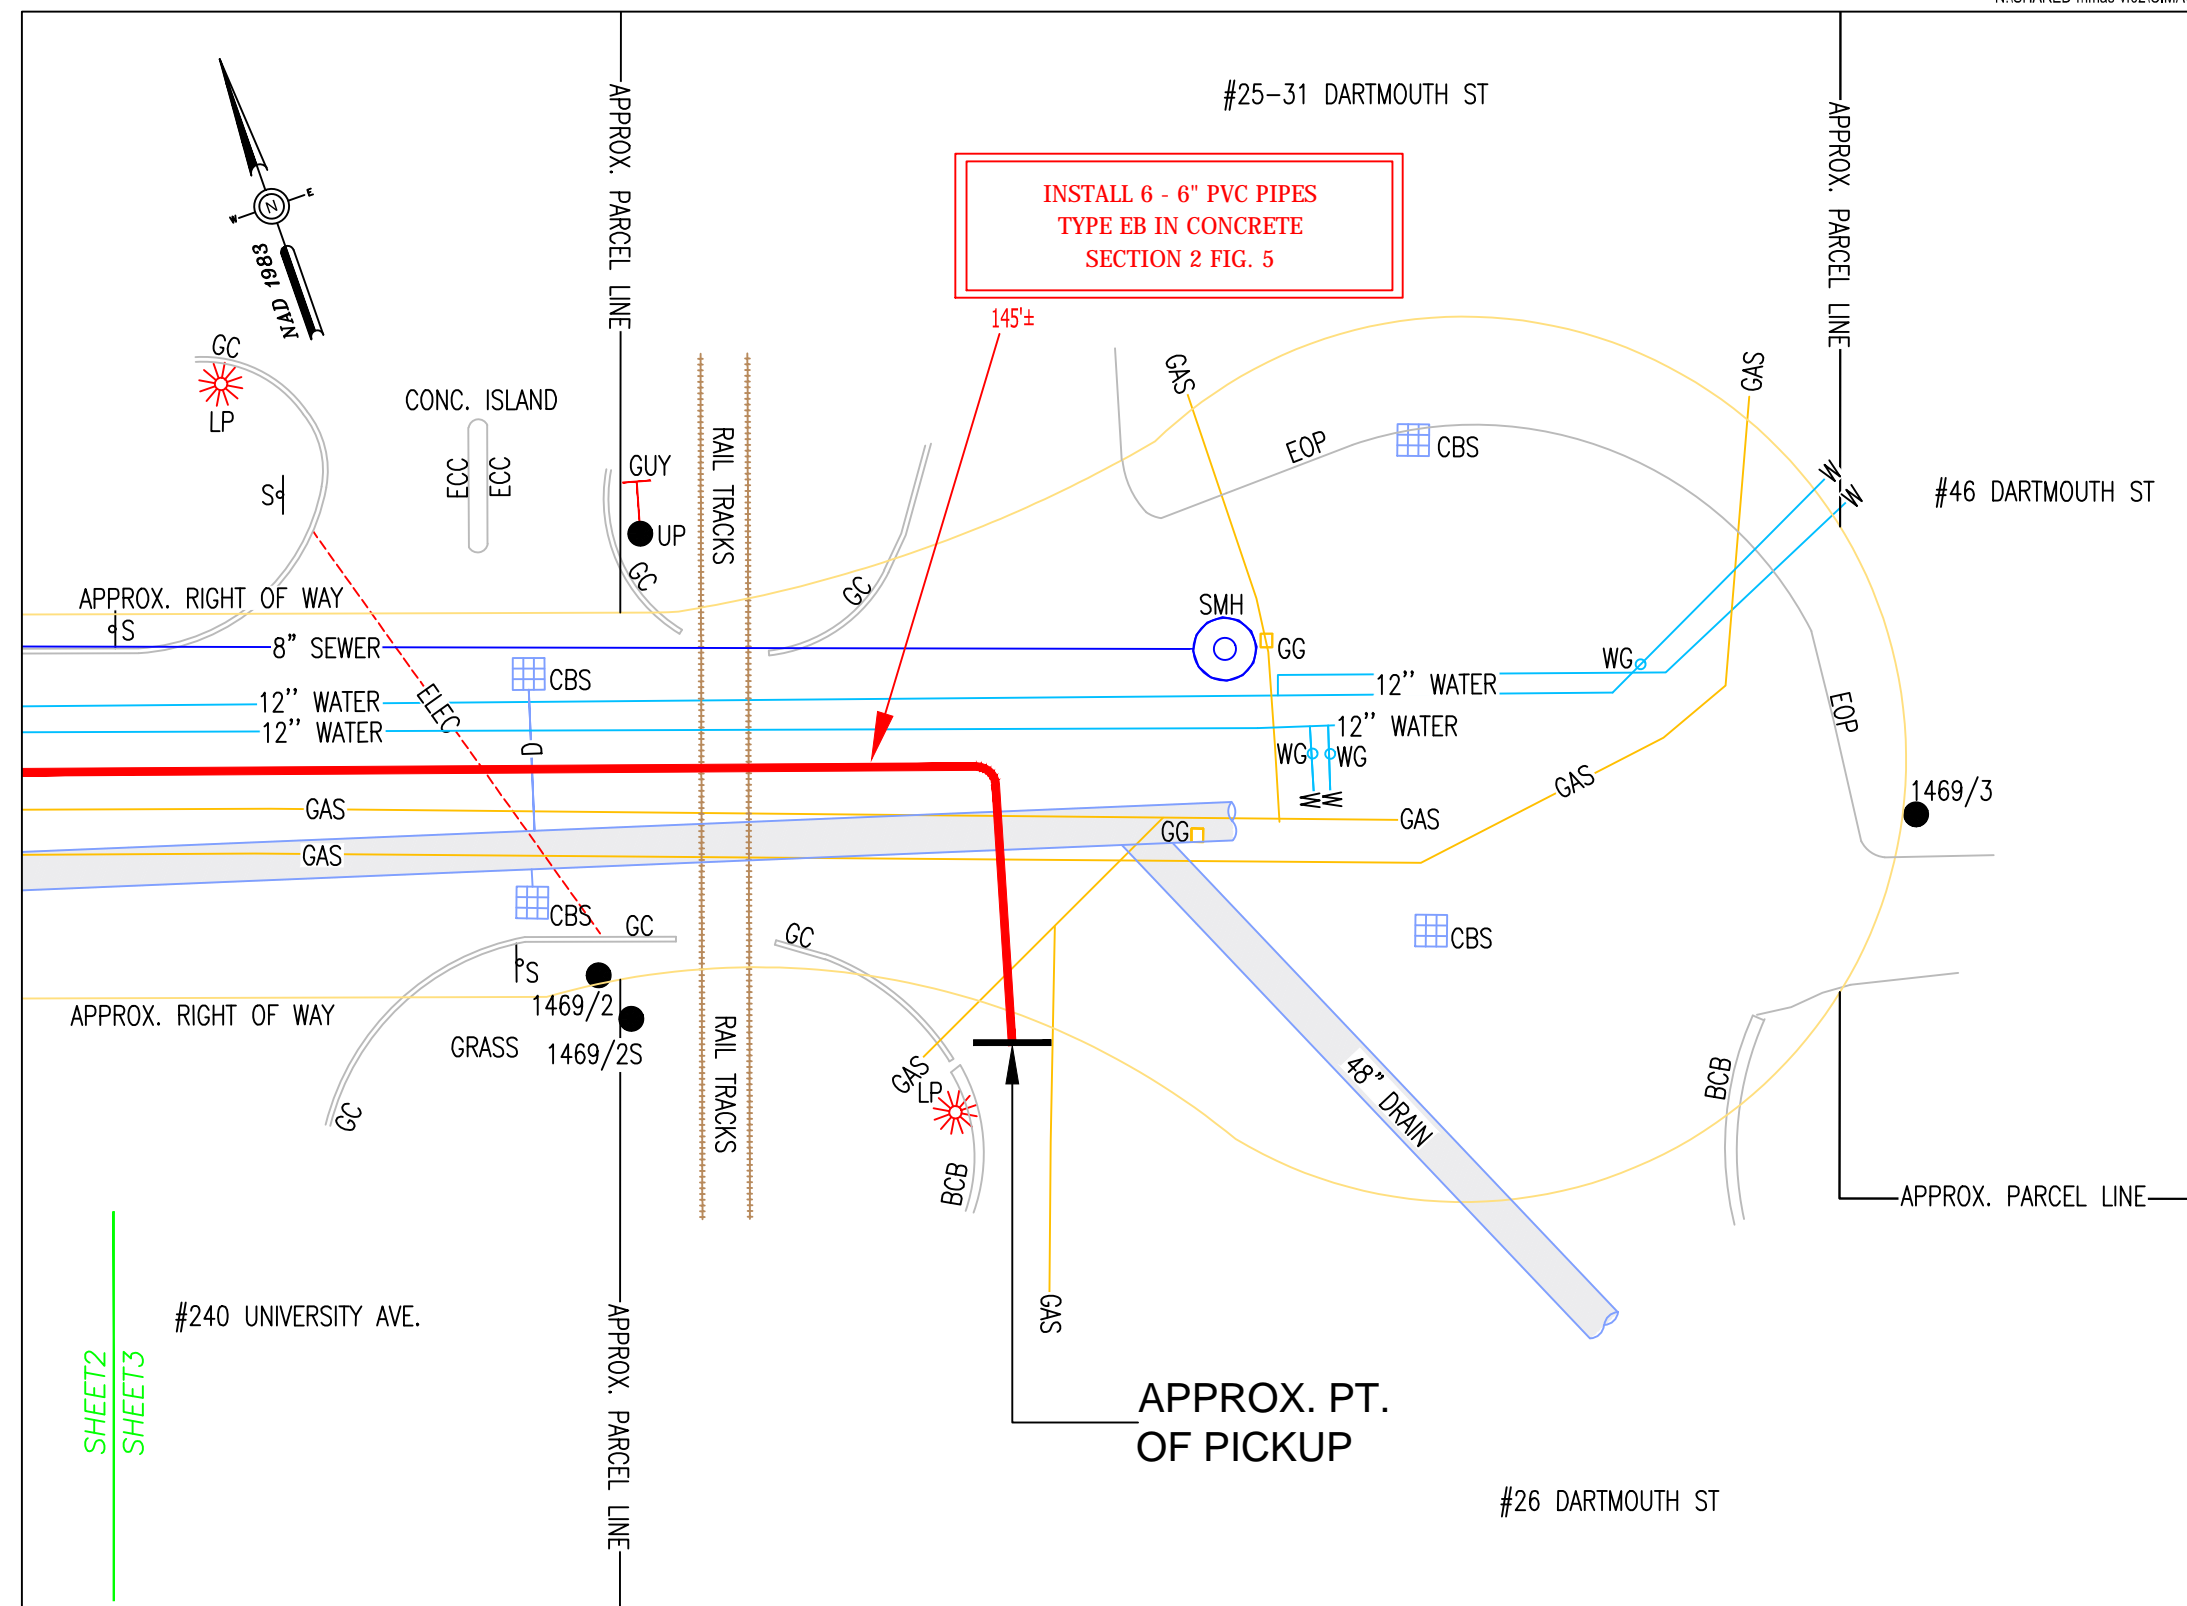 #25-31 DARTMOUTH ST
APPROX. PARCEL LINE
APPROX. PARCEL LINE
INSTALL 6 - 6" PVC PIPES
TYPE EB IN CONCRETE
SECTION 2 FIG. 5
145'±
E
W
N
NAD 1983
GC
LP
CONC. ISLAND
ECC
ECC
S
GUY
UP
GC
RAIL TRACKS
GC
GAS
EOP
CBS
GAS
W
W
#46 DARTMOUTH ST
APPROX. RIGHT OF WAY
S
8" SEWER
SMH
GG
WG
CBS
12'' WATER
12'' WATER
ELEC
12'' WATER
12'' WATER
D
WG
WG
W
W
EOP
GAS
1469/3
GAS
GAS
GG
GAS
CBS
GC
GC
CBS
S
1469/2
APPROX. RIGHT OF WAY
GRASS
1469/2S
RAIL TRACKS
GAS
LP
48" DRAIN
BCB
GC
BCB
APPROX. PARCEL LINE
GAS
#240 UNIVERSITY AVE.
SHEET2
SHEET3
APPROX. PARCEL LINE
APPROX. PT.
OF PICKUP
#26 DARTMOUTH ST